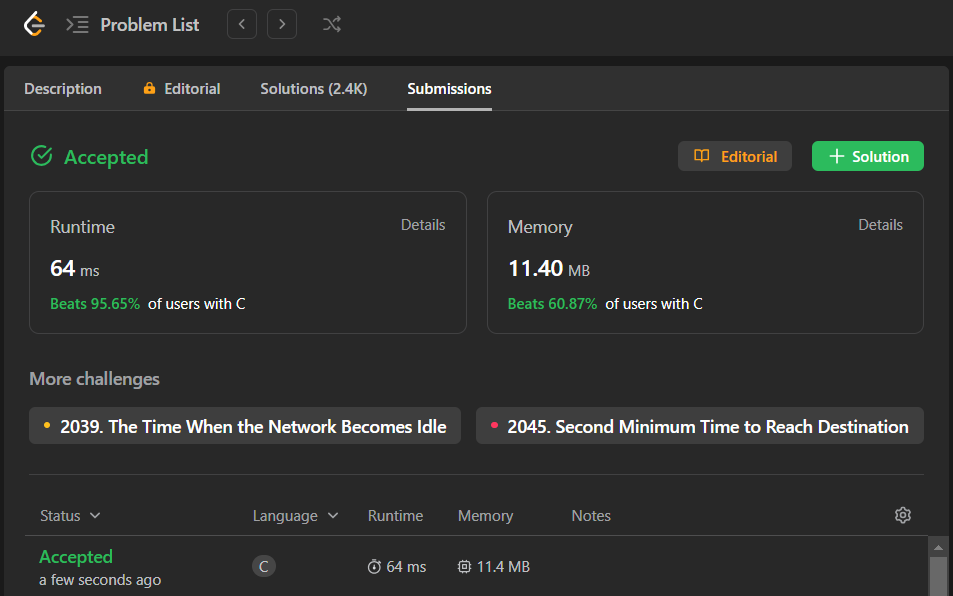 Problem List
Description Editorial Solutions (2.4K) Submissions
Accepted Editorial Solution
Runtime Details
64 ms
Beats 95.65% of users with C
Memory Details
11.40 MB
Beats 60.87% of users with C
More challenges
2039. The Time When the Network Becomes Idle
2045. Second Minimum Time to Reach Destination
Status Language Runtime Memory Notes
Accepted
a few seconds ago
C 64 ms 11.4 MB